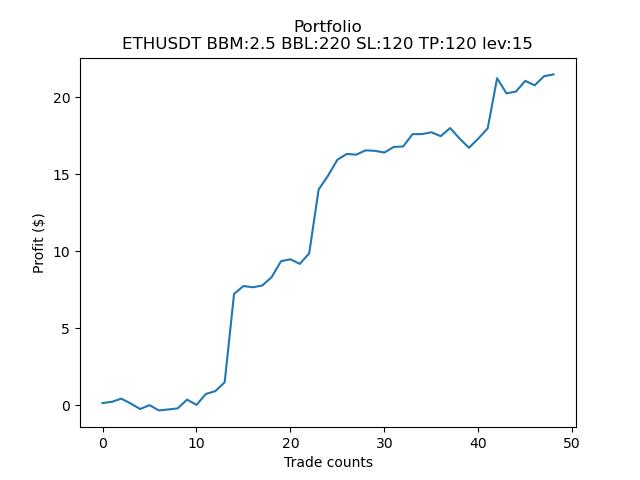 Portfolio
ETHUSDT BBM:2.5 BBL:220 SL:120 TP:120 lev:15
20
15
10
5
0
Profit ($)
0 10 20 30 40 50
Trade counts